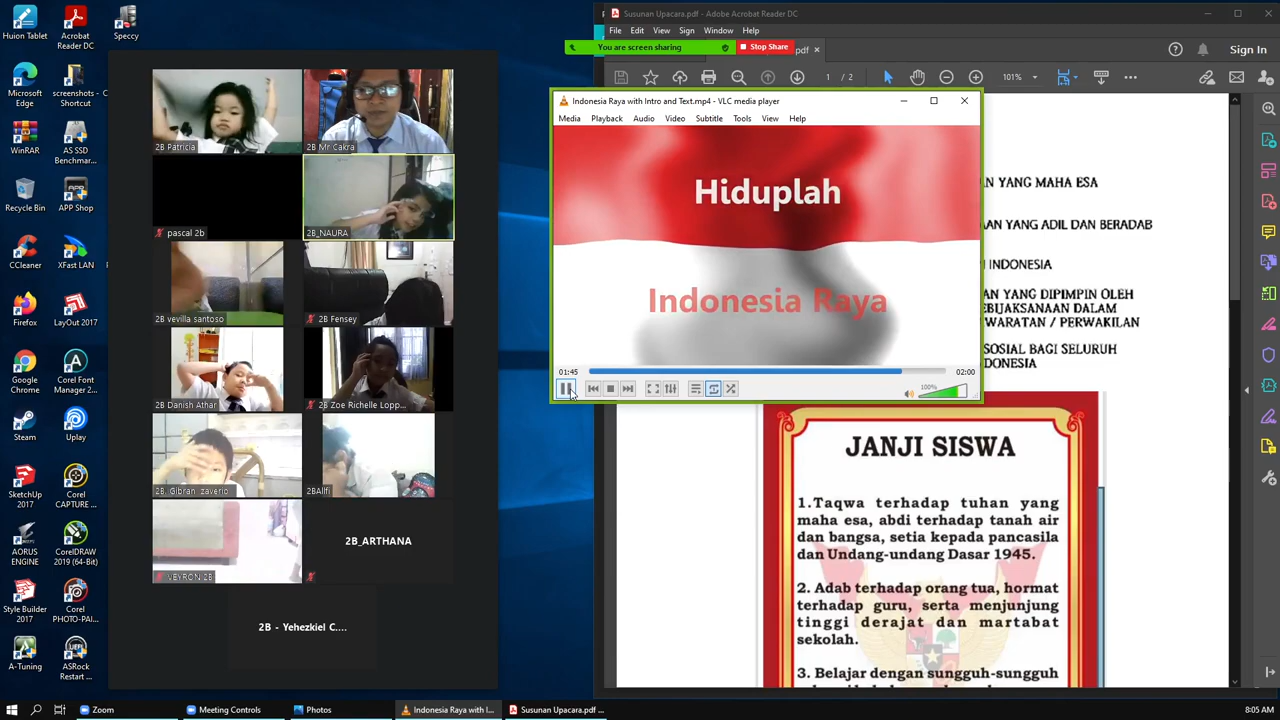 Huion Tablet
Acrobat
Reader DC
Speccy
Microsoft
Edge
screenshots -
Shortcut
WinRAR
AS SSD
Benchmar...
Recycle Bin
APP Shop
CCleaner
XFast LAN
Firefox
LayOut 2017
Google
Chrome
Corel Font
Manager 2...
Steam
Uplay
SketchUp
2017
Corel
CAPTURE ...
AORUS
ENGINE
CorelDRAW
2019 (64-Bit)
Style Builder
2017
Corel
PHOTO-PAI...
A-Tuning
ASRock
Restart ...
2B Patricia
2B Mr Cakra
pascal 2b
2B_NAURA
vevilla santoso
2B Fensey
2B Danish Athar
2B Zoe Richelle Lopp...
2B. Gibran zaverio
2BAllfi
VEYRON 2B
2B_ARTHANA
2B - Yehezkiel C....
Susunan Upacara.pdf - Adobe Acrobat Reader DC
File Edit View Sign Window Help
You are screen sharing
Stop Share
pdf
Sign In
1 / 2
101%
Indonesia Raya with Intro and Text.mp4 - VLC media player
Media Playback Audio Video Subtitle Tools View Help
Hiduplah
Indonesia Raya
01:45
02:00
100%
AN YANG MAHA ESA
AAN YANG ADIL DAN BERADAB
INDONESIA
AN YANG DIPIMPIN OLEH
EBIJAKSANAAN DALAM
WARATAN / PERWAKILAN
SOSIAL BAGI SELURUH
DONESIA
JANJI SISWA
1.Taqwa terhadap tuhan yang
maha esa, abdi terhadap tanah air
dan bangsa, setia kepada pancasila
dan Undang-undang Dasar 1945.
2. Adab terhadap orang tua, hormat
terhadap guru, serta menjunjung
tinggi derajat dan martabat
sekolah.
3. Belajar dengan sungguh-sungguh
Zoom
Meeting Controls
Photos
Indonesia Raya with I...
Susunan Upacara.pdf ...
8:05 AM